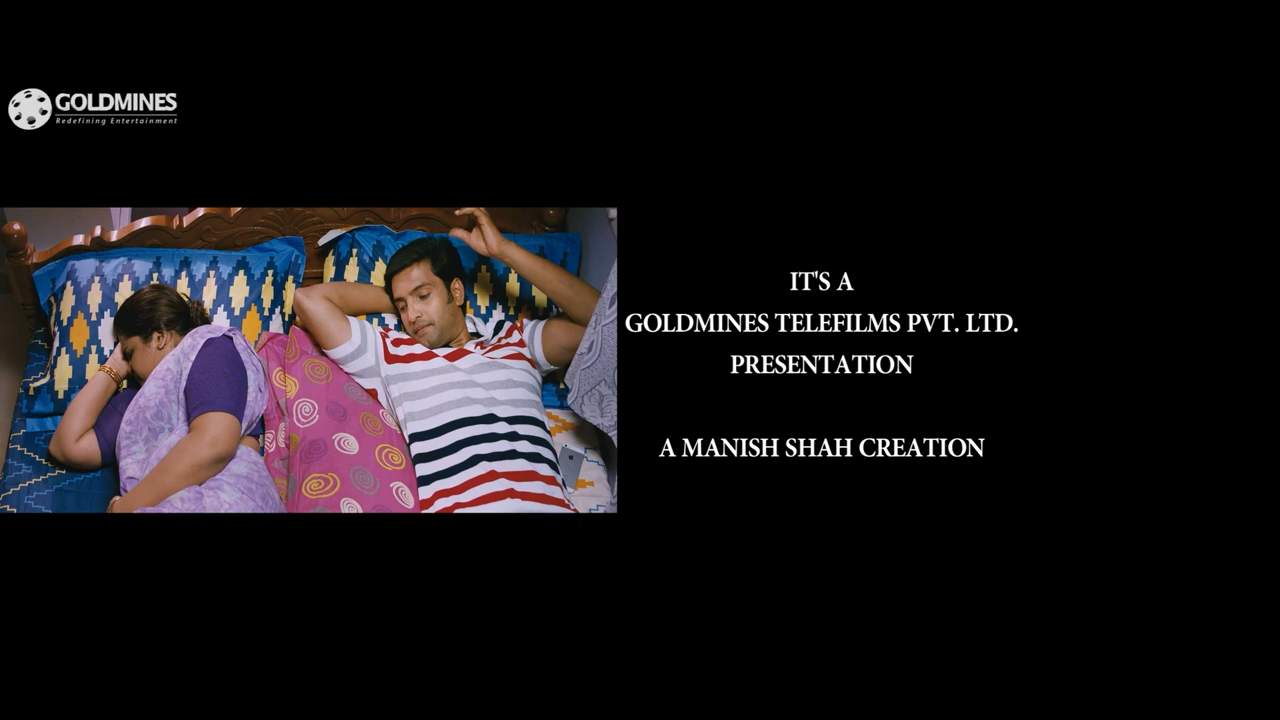 GOLDMINES
Redefining Entertainment
IT'S A
GOLDMINES TELEFILMS PVT. LTD.
PRESENTATION
A MANISH SHAH CREATION